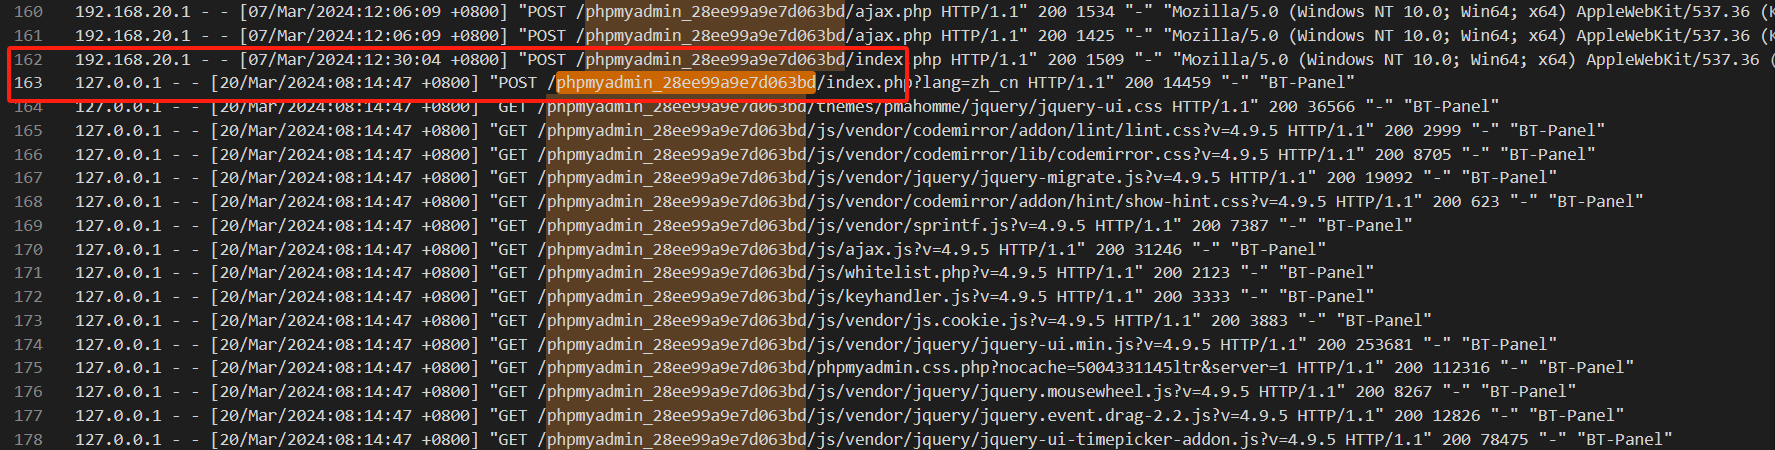 160 192.168.20.1 - - [07/Mar/2024:12:06:09 +0800] "POST /phpmyadmin_28ee99a9e7d063bd/ajax.php HTTP/1.1" 200 1534 "-" "Mozilla/5.0 (Windows NT 10.0; Win64; x64) AppleWebKit/537.36 (K
161 192.168.20.1 - - [07/Mar/2024:12:06:09 +0800] "POST /phpmyadmin_28ee99a9e7d063bd/ajax.php HTTP/1.1" 200 1425 "-" "Mozilla/5.0 (Windows NT 10.0; Win64; x64) AppleWebKit/537.36 (K
162 192.168.20.1 - - [07/Mar/2024:12:30:04 +0800] "POST /phpmyadmin_28ee99a9e7d063bd/index.php HTTP/1.1" 200 1509 "-" "Mozilla/5.0 (Windows NT 10.0; Win64; x64) AppleWebKit/537.36 (
163 127.0.0.1 - - [20/Mar/2024:08:14:47 +0800] "POST /phpmyadmin_28ee99a9e7d063bd/index.php?lang=zh_cn HTTP/1.1" 200 14459 "-" "BT-Panel"
164 127.0.0.1 - - [20/Mar/2024:08:14:47 +0800] "GET /phpmyadmin_28ee99a9e7d063bd/themes/pmahomme/jquery/jquery-ui.css HTTP/1.1" 200 36566 "-" "BT-Panel"
165 127.0.0.1 - - [20/Mar/2024:08:14:47 +0800] "GET /phpmyadmin_28ee99a9e7d063bd/js/vendor/codemirror/addon/lint/lint.css?v=4.9.5 HTTP/1.1" 200 2999 "-" "BT-Panel"
166 127.0.0.1 - - [20/Mar/2024:08:14:47 +0800] "GET /phpmyadmin_28ee99a9e7d063bd/js/vendor/codemirror/lib/codemirror.css?v=4.9.5 HTTP/1.1" 200 8705 "-" "BT-Panel"
167 127.0.0.1 - - [20/Mar/2024:08:14:47 +0800] "GET /phpmyadmin_28ee99a9e7d063bd/js/vendor/jquery/jquery-migrate.js?v=4.9.5 HTTP/1.1" 200 19092 "-" "BT-Panel"
168 127.0.0.1 - - [20/Mar/2024:08:14:47 +0800] "GET /phpmyadmin_28ee99a9e7d063bd/js/vendor/codemirror/addon/hint/show-hint.css?v=4.9.5 HTTP/1.1" 200 623 "-" "BT-Panel"
169 127.0.0.1 - - [20/Mar/2024:08:14:47 +0800] "GET /phpmyadmin_28ee99a9e7d063bd/js/vendor/sprintf.js?v=4.9.5 HTTP/1.1" 200 7387 "-" "BT-Panel"
170 127.0.0.1 - - [20/Mar/2024:08:14:47 +0800] "GET /phpmyadmin_28ee99a9e7d063bd/js/ajax.js?v=4.9.5 HTTP/1.1" 200 31246 "-" "BT-Panel"
171 127.0.0.1 - - [20/Mar/2024:08:14:47 +0800] "GET /phpmyadmin_28ee99a9e7d063bd/js/whitelist.php?v=4.9.5 HTTP/1.1" 200 2123 "-" "BT-Panel"
172 127.0.0.1 - - [20/Mar/2024:08:14:47 +0800] "GET /phpmyadmin_28ee99a9e7d063bd/js/keyhandler.js?v=4.9.5 HTTP/1.1" 200 3333 "-" "BT-Panel"
173 127.0.0.1 - - [20/Mar/2024:08:14:47 +0800] "GET /phpmyadmin_28ee99a9e7d063bd/js/vendor/js.cookie.js?v=4.9.5 HTTP/1.1" 200 3883 "-" "BT-Panel"
174 127.0.0.1 - - [20/Mar/2024:08:14:47 +0800] "GET /phpmyadmin_28ee99a9e7d063bd/js/vendor/jquery/jquery-ui.min.js?v=4.9.5 HTTP/1.1" 200 253681 "-" "BT-Panel"
175 127.0.0.1 - - [20/Mar/2024:08:14:47 +0800] "GET /phpmyadmin_28ee99a9e7d063bd/phpmyadmin.css.php?nocache=5004331145ltr&server=1 HTTP/1.1" 200 112316 "-" "BT-Panel"
176 127.0.0.1 - - [20/Mar/2024:08:14:47 +0800] "GET /phpmyadmin_28ee99a9e7d063bd/js/vendor/jquery/jquery.mousewheel.js?v=4.9.5 HTTP/1.1" 200 8267 "-" "BT-Panel"
177 127.0.0.1 - - [20/Mar/2024:08:14:47 +0800] "GET /phpmyadmin_28ee99a9e7d063bd/js/vendor/jquery/jquery.event.drag-2.2.js?v=4.9.5 HTTP/1.1" 200 12826 "-" "BT-Panel"
178 127.0.0.1 - - [20/Mar/2024:08:14:47 +0800] "GET /phpmyadmin_28ee99a9e7d063bd/js/vendor/jquery/jquery-ui-timepicker-addon.js?v=4.9.5 HTTP/1.1" 200 78475 "-" "BT-Panel"